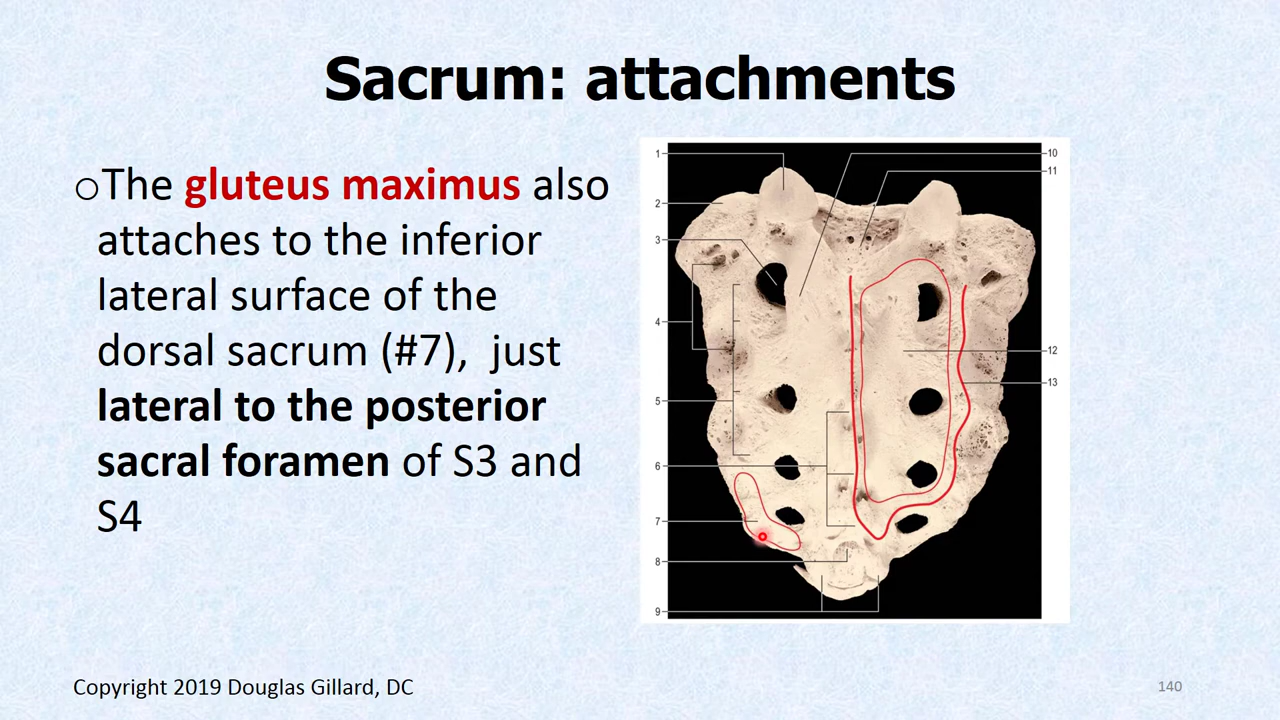 Sacrum: attachments
○The gluteus maximus also
attaches to the inferior
lateral surface of the
dorsal sacrum (#7), just
lateral to the posterior
sacral foramen of S3 and
S4
1
2
3
4
5
6
7
8
9
10
11
12
13
Copyright 2019 Douglas Gillard, DC
140